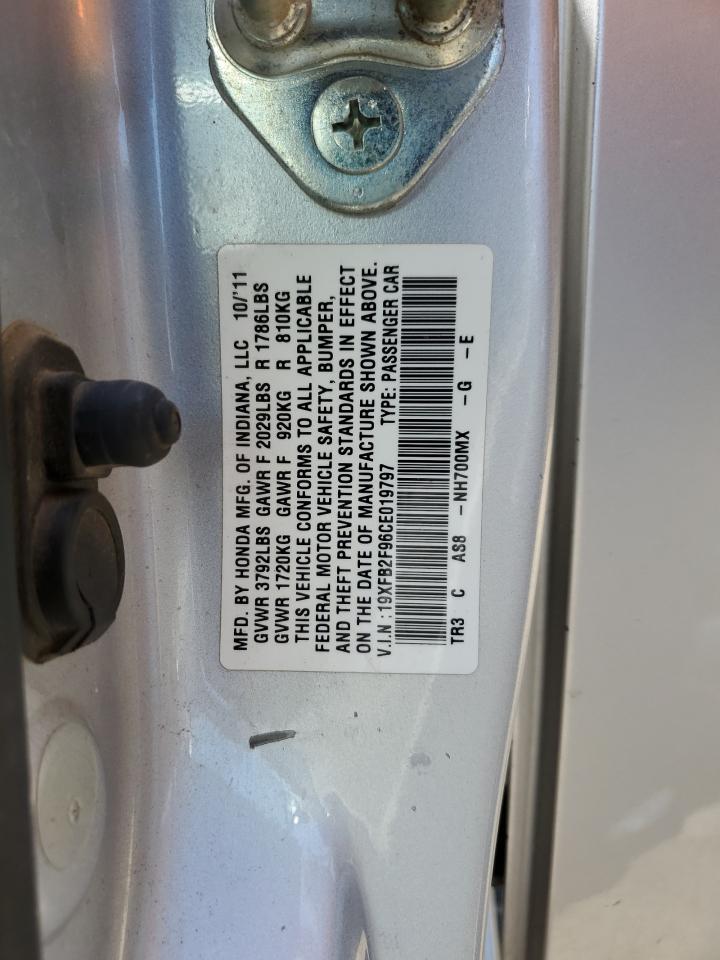 MFD. BY HONDA MFG. OF INDIANA, LLC 10/'11
GVWR 3792LBS GAWR F 2029LBS R 1786LBS
GVWR 1720KG GAWR F 920KG R 810KG
THIS VEHICLE CONFORMS TO ALL APPLICABLE
FEDERAL MOTOR VEHICLE SAFETY, BUMPER,
AND THEFT PREVENTION STANDARDS IN EFFECT
ON THE DATE OF MANUFACTURE SHOWN ABOVE.
V.I.N :19XFB2F96CE019797 TYPE: PASSENGER CAR
TR3 C AS8 -NH700MX -G -E